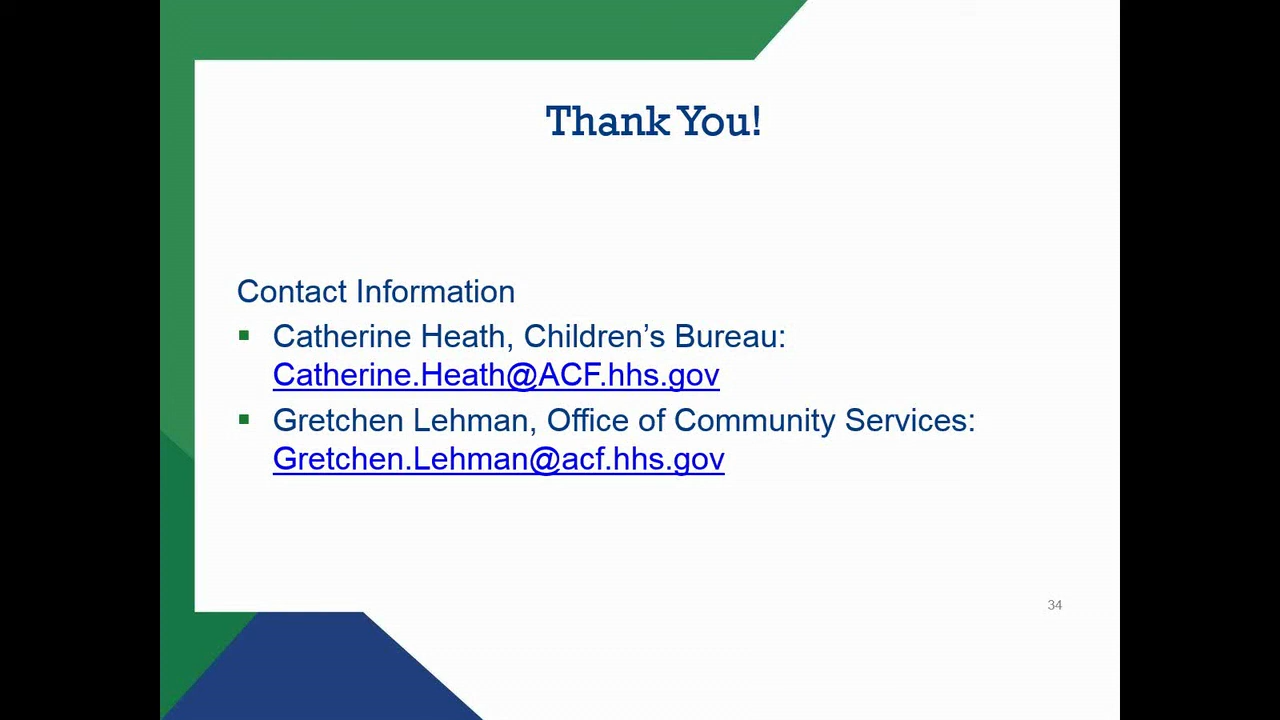 Thank You!
Contact Information
▪ Catherine Heath, Children’s Bureau:
Catherine.Heath@ACF.hhs.gov
▪ Gretchen Lehman, Office of Community Services:
Gretchen.Lehman@acf.hhs.gov
34